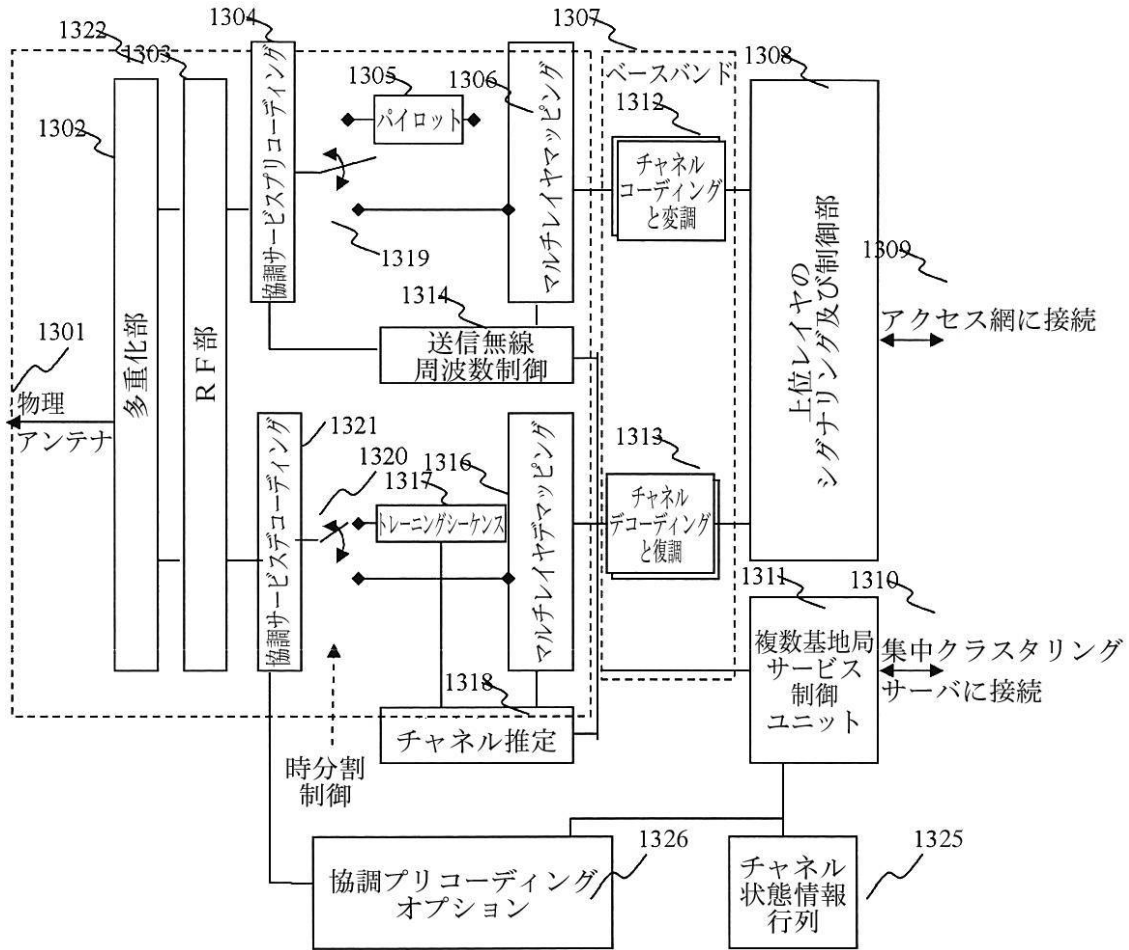 1304
1322
1303
1302
1301
物理
アンテナ
多重化部
RF部
協調サービスプリコーディング
1305
パイロット
1306
マルチレイヤマッピング
1319
1314
送信無線
周波数制御
1307
ベースバンド
1312
チャネル
コーディング
と変調
1308
上位レイヤの
シグナリング及び制御部
1309
アクセス網に接続
1321
協調サービスデコーディング
1320
1317
トレーニングシーケンス
1316
マルチレイヤデマッピング
1313
チャネル
デコーディング
と復調
1318
チャネル推定
時分割
制御
1311
複数基地局
サービス
制御
ユニット
1310
集中クラスタリング
サーバに接続
1326
協調プリコーディング
オプション
1325
チャネル
状態情報
行列